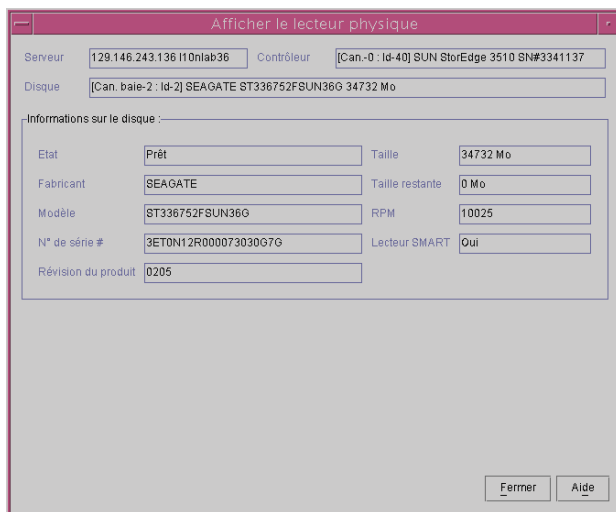 Afficher le lecteur physique
Serveur 129.146.243.136 l10nlab36 Contrôleur [Can.-0 : Id-40] SUN StorEdge 3510 SN#3341137
Disque [Can. baie-2 : Id-2] SEAGATE ST336752FSUN36G 34732 Mo
Informations sur le disque :
Etat Prêt Taille 34732 Mo
Fabricant SEAGATE Taille restante 0 Mo
Modèle ST336752FSUN36G RPM 10025
N° de série # 3ET0N12R000073030G7G Lecteur SMART Oui
Révision du produit 0205
Fermer Aide